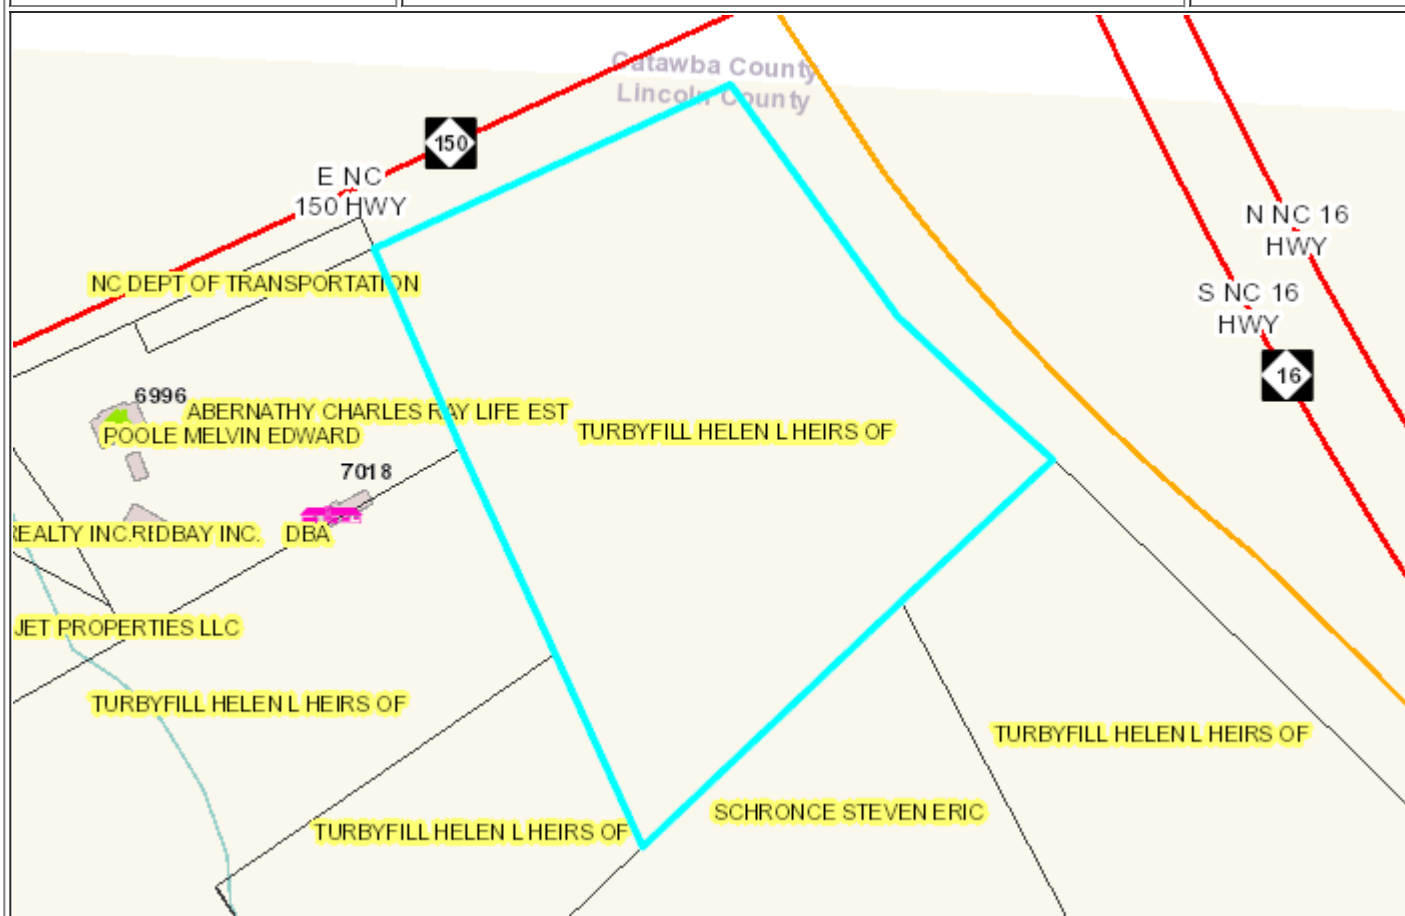 Catawba County
Lincoln County
150
E NC
150 HWY
N NC 16
HWY
NC DEPT OF TRANSPORTATION
S NC 16
HWY
16
6996
ABERNATHY CHARLES RAY LIFE EST
POOLE MELVIN EDWARD
TURBYFILL HELEN L HEIRS OF
7018
REALTY INC.REDBAY INC. DBA
JET PROPERTIES LLC
TURBYFILL HELEN L HEIRS OF
TURBYFILL HELEN L HEIRS OF
SCHRONCE STEVEN ERIC
TURBYFILL HELEN L HEIRS OF